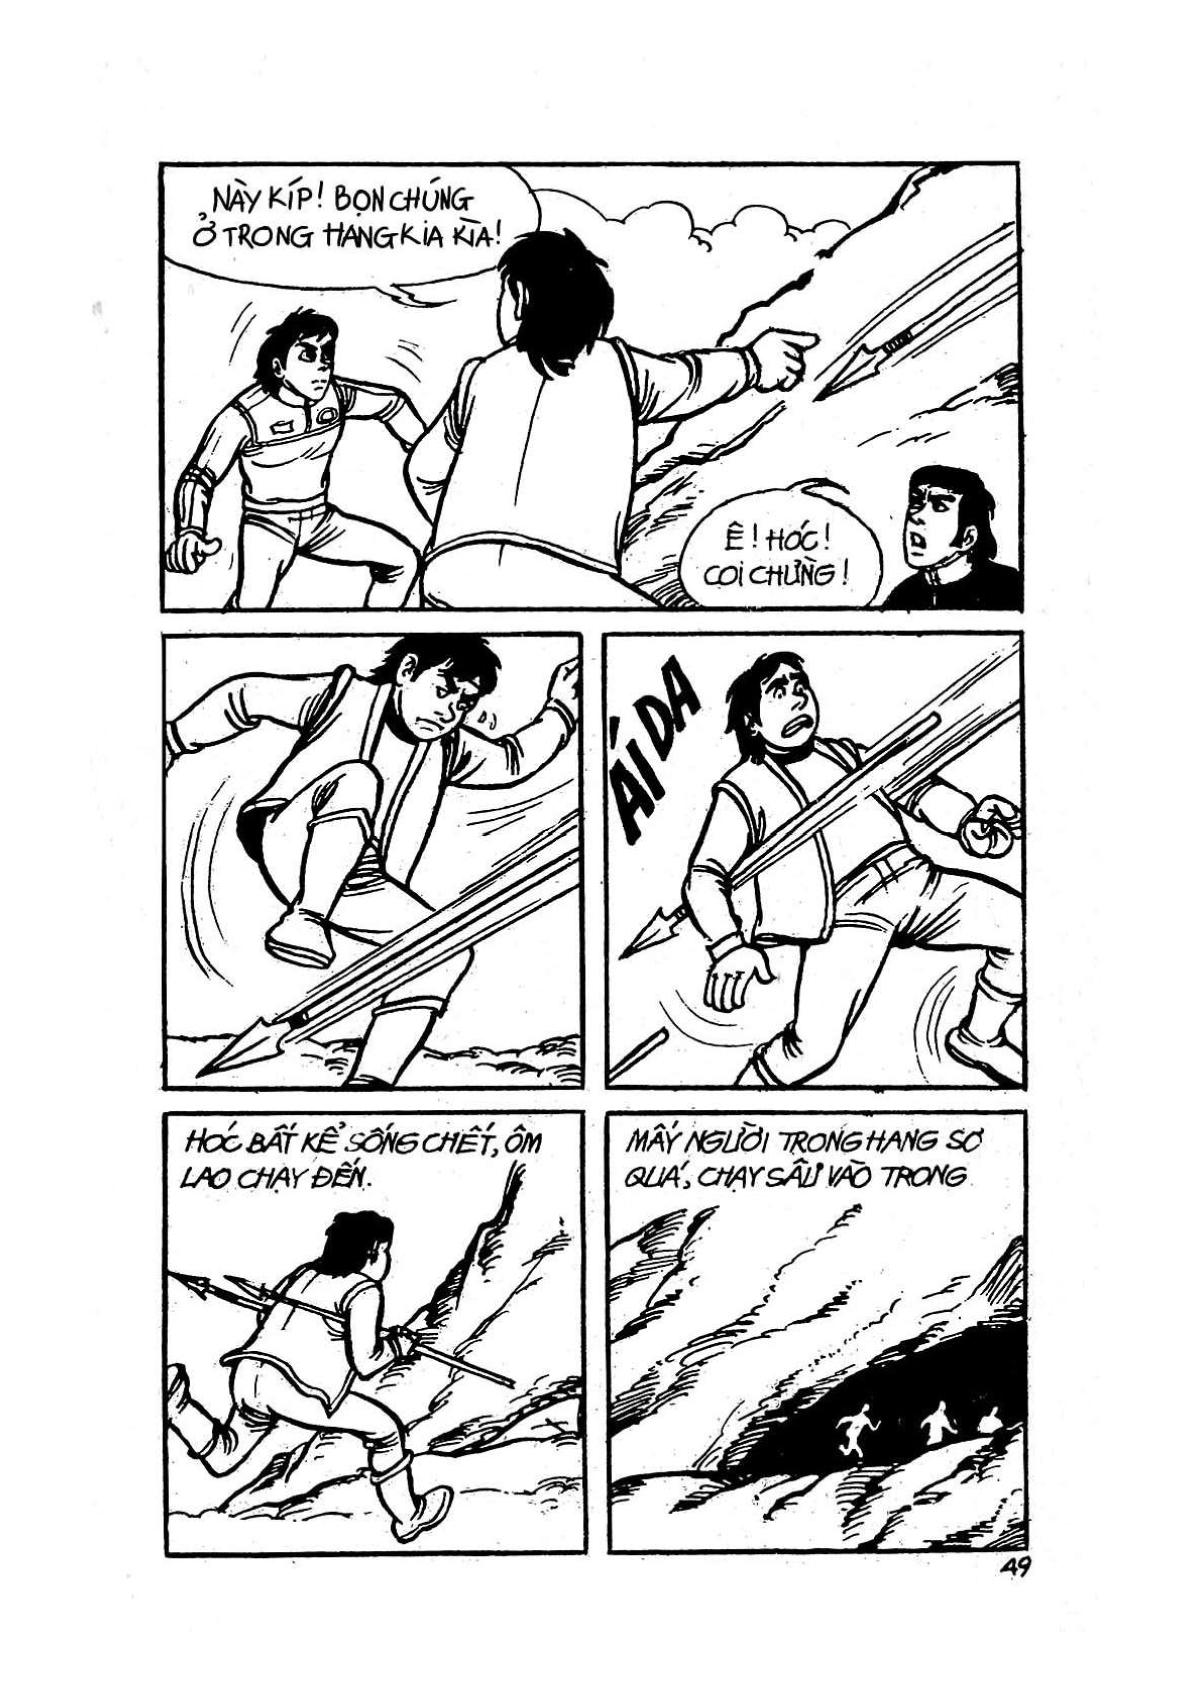 NÀY KÍP! BỌN CHÚNG
Ở TRONG HANG KIA KÌA!
Ê! HÓC!
COI CHỪNG!
ÁI DA
HÓC BẤT KỂ SỐNG CHẾT, ÔM
LAO CHẠY ĐẾN.
MẤY NGƯỜI TRONG HANG SỢ
QUÁ, CHẠY SÂU VÀO TRONG
49